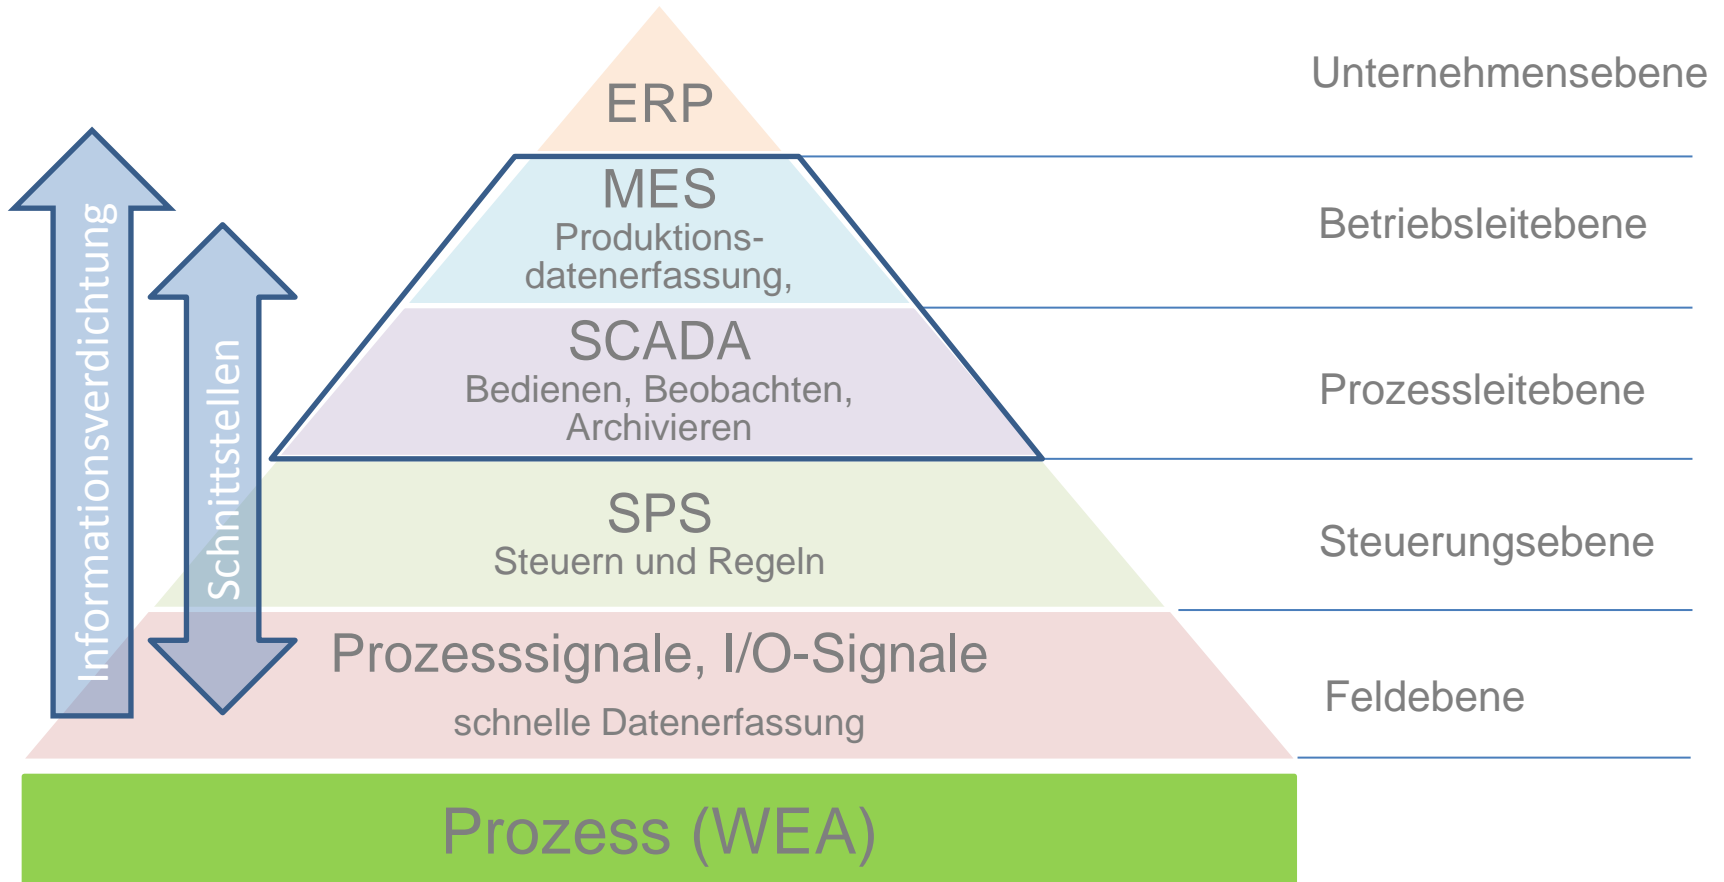 ERP
Unternehmensebene
MES
Produktions-
datenerfassung,
Betriebsleitebene
SCADA
Bedienen, Beobachten,
Archivieren
Prozessleitebene
SPS
Steuern und Regeln
Steuerungsebene
Prozesssignale, I/O-Signale
schnelle Datenerfassung
Feldebene
Prozess (WEA)
Informationsverdichtung
Schnittstellen